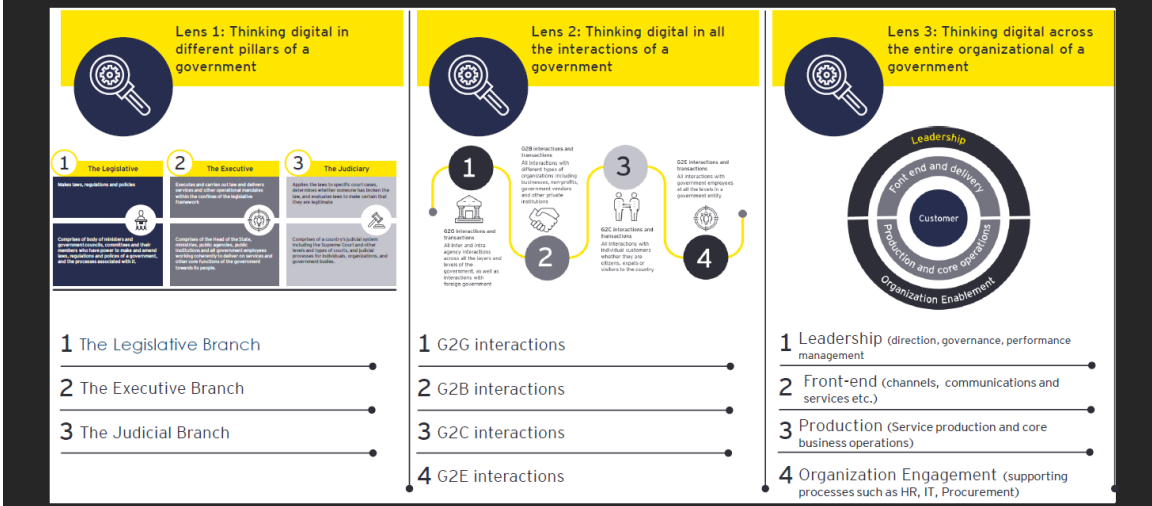 Lens 1: Thinking digital in
different pillars of a
government
1
The Legislative
Makes laws, regulations and policies
Comprises of body of ministers and
government councils, committees and their
members who have power to make and amend
laws, regulations and polices of a government,
and the processes associated with it.
2
The Executive
Executes and carries out law and delivers
services and other operational mandates
within the confines of the legislative
framework
Comprises of the Head of the State,
ministries, public agencies, public
institutions and all government employees
working coherently to deliver on services and
other core functions of the government
towards its people.
3
The Judiciary
Applies the laws to specific court cases,
determines whether someone has broken the
law, and evaluates laws to make certain that
they are legitimate
Comprises of a country's judicial system
including the Supreme Court and other
levels and types of courts, and judicial
processes for individuals, organizations, and
government bodies.
1 The Legislative Branch
2 The Executive Branch
3 The Judicial Branch
Lens 2: Thinking digital in all
the interactions of a
government
1
G2G interactions and
transactions
All inter and intra
agency interactions
across all the layers and
levels of the
government, as well as
interactions with
foreign government
G2B interactions and
transactions
All interactions with
different types of
organizations including
businesses, nonprofits,
government vendors
and other private
institutions
2
3
G2C interactions and
transactions
All interactions with
individual customers
whether they are
citizens, expats or
visitors to the country
G2E interactions and
transactions
All interactions with
government employees
at all the levels in a
government entity
4
1 G2G interactions
2 G2B interactions
3 G2C interactions
4 G2E interactions
Lens 3: Thinking digital across
the entire organizational of a
government
Leadership
Front end and delivery
Customer
Production and core operations
Organization Enablement
1 Leadership (direction, governance, performance
management
2 Front-end (channels, communications and
services etc.)
3 Production (Service production and core
business operations)
4 Organization Engagement (supporting
processes such as HR, IT, Procurement)